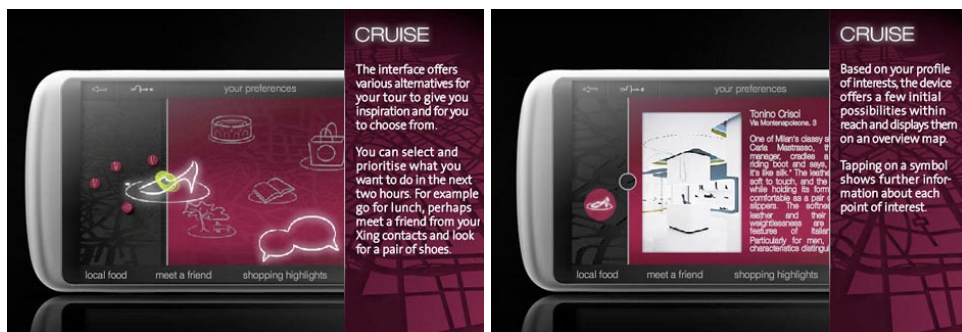 your preferences
local food
meet a friend
shopping highlights
CRUISE
The interface offers
various alternatives for
your tour to give you
inspiration and for you
to choose from.
You can select and
prioritise what you
want to do in the next
two hours. For example
go for lunch, perhaps
meet a friend from your
Xing contacts and look
for a pair of shoes.
your preferences
Tonino Crisci
Via Montenapoleone, 3
One of Milan's classy s
Carla Mastrasso, th
manager, cradles a
riding boot and says,
it's like silk." The leathe
soft to touch, and the
while holding its form
comfortable as a pair o
slippers. The softnes
leather and their
weightlessness are
features of Italian
Particularly for men,
characteristics distingui
local food
meet a friend
shopping highlights
CRUISE
Based on your profile
of interests, the device
offers a few initial
possibilities within
reach and displays them
on an overview map.
Tapping on a symbol
shows further infor-
mation about each
point of interest.